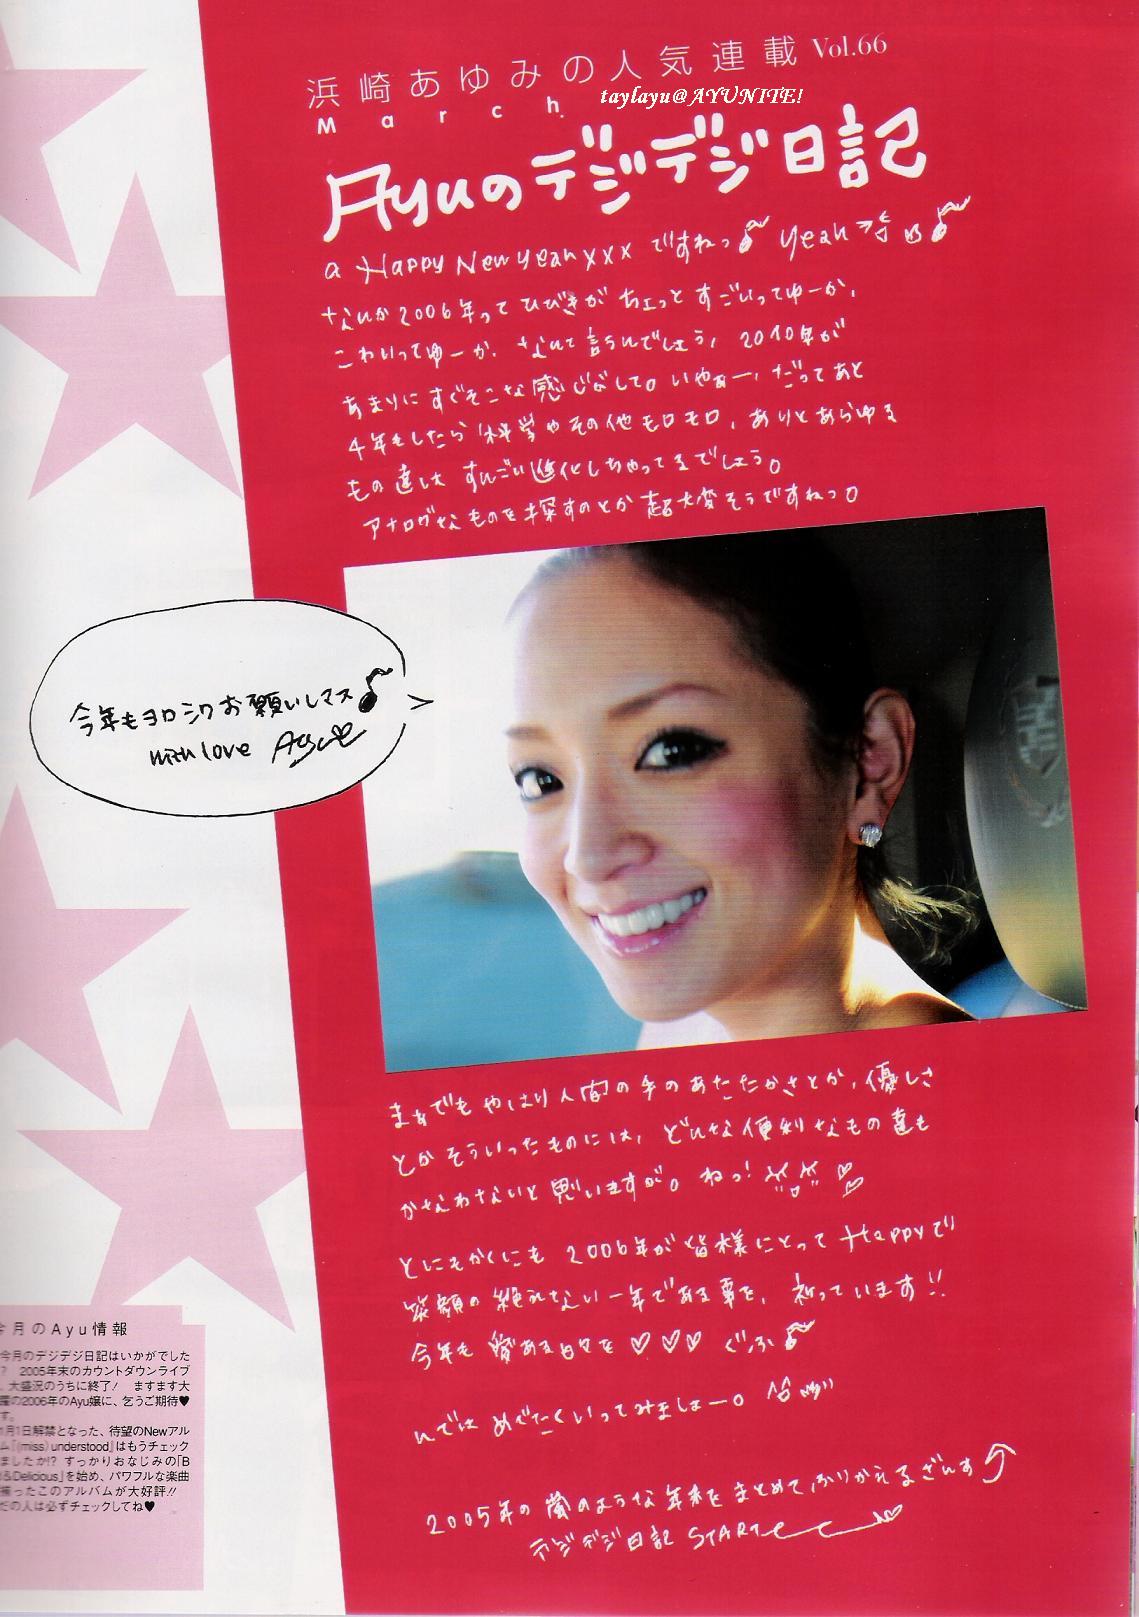 浜崎あゆみの人気連載 Vol.66
taylayu@AYUNITE!
March.
Ayuのデジデジ日記
a Happy New year xxx ですねっ♪ yeah
なんか2006年って ひびきが ちょっと すごいってゆーか、
こわいってゆーか、なんて言うんでしょう、2010年が
あまりにすぐそこな感じがして。いやぁー、だってあと
4年もしたら 科学やその他モロモロ、ありとあらゆる
もの達は すんごい進化しちゃってるでしょう。
アナログなものを探すのとか 超大変そうですねっ。
今年もヨロシクお願いしマス♪
with love Ayu
まぁでもやはり人間の手のあたたかさとか、優しさ
とかそういったものには、どんな便利なもの達も
かなわないと思いますが。ねっ! ♡
とにもかくにも 2006年が皆様にとってHappyで
笑顔の絶えない一年である事を、祈っています!!
今年も愛ある日々を♡♡♡ ぐふ♪
んでは めでたくいってみましょー。
2005年の嵐のような年末をまとめてふりかえるざんす
デジデジ日記 START
今月のAyu情報
今月のデジデジ日記はいかがでした
? 2005年末のカウントダウンライブ
、大盛況のうちに終了! ますます大
躍の2006年のAyu嬢に、乞うご期待♥
す。
1月1日解禁となった、待望のNewアル
ム「(miss)understood」はもうチェック
ましたか!? すっかりおなじみの「B
&Delicious」を始め、パワフルな楽曲
揃ったこのアルバムが大好評!!
だの人は必ずチェックしてね♥